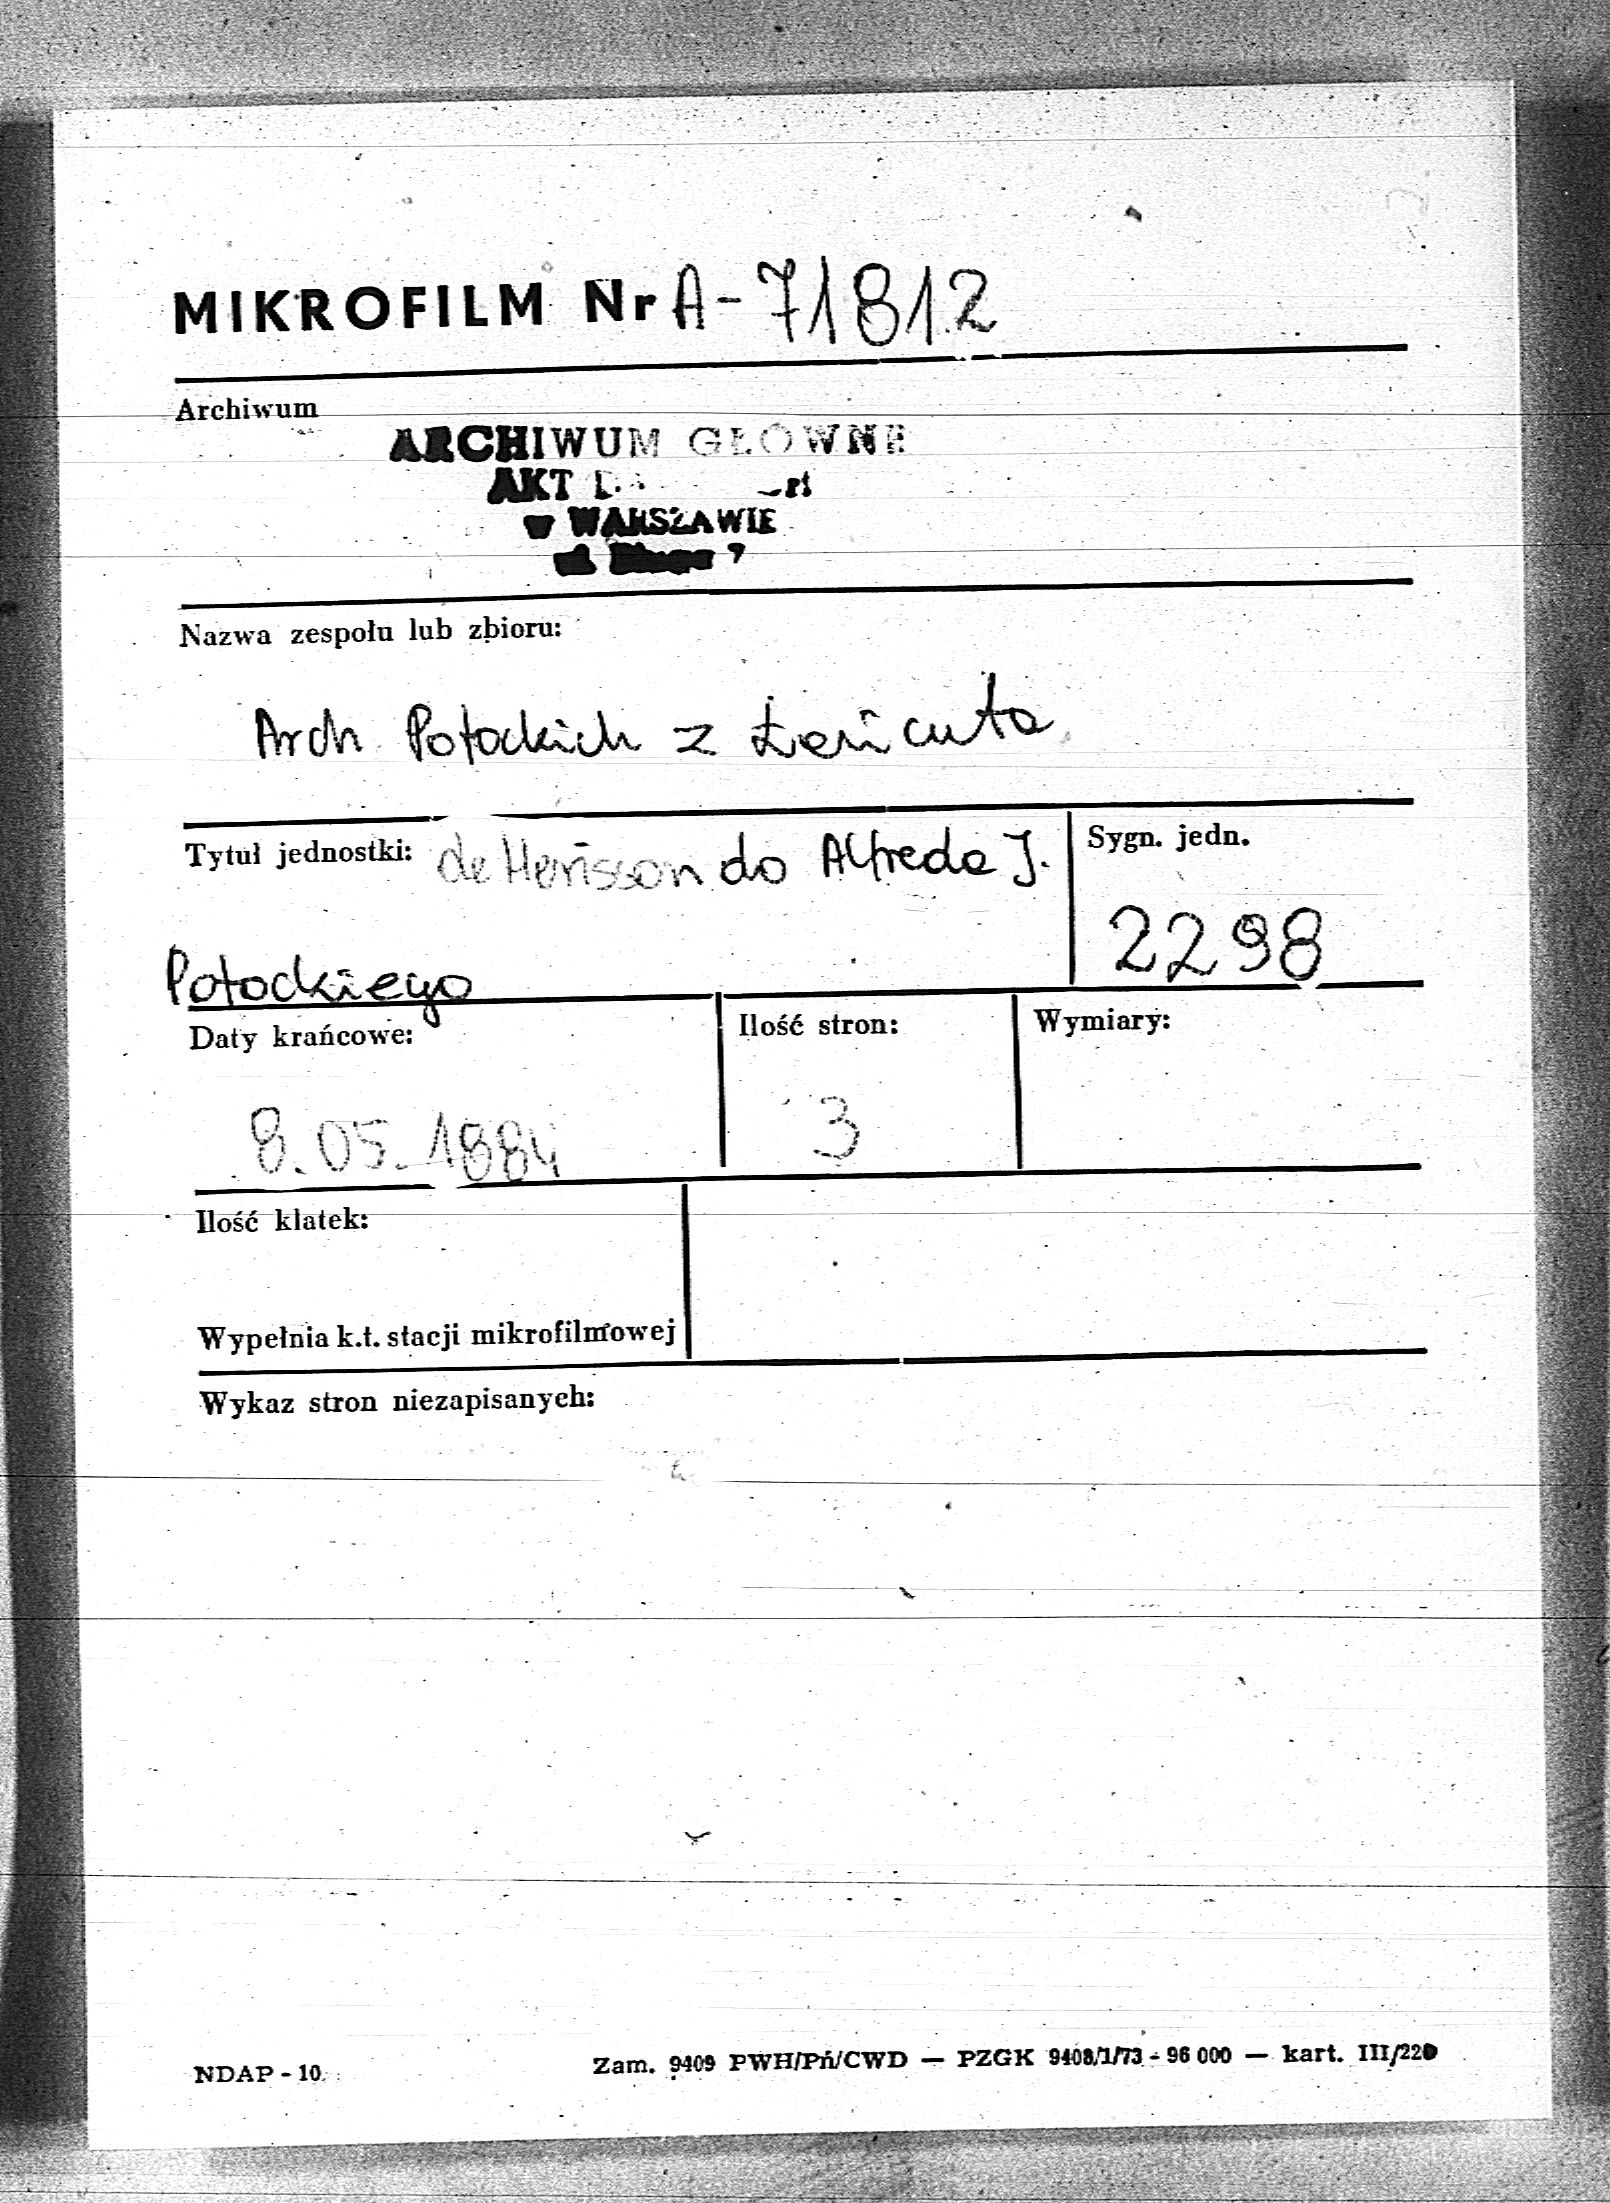 MIKROFILM Nr A-71812
Archiwum
ARCHIWUM GŁÓWNE
AKT
w WARSZAWIE
ul. Długa 7
Nazwa zespołu lub zbioru:
Arch Potockich z Łańcuta
Tytuł jednostki: de Herisson do Alfreda J.
Potockiego
Sygn. jedn.
2298
Daty krańcowe:
8.05.1884
Ilość stron:
3
Wymiary:
Ilość klatek:
Wypełnia k.t. stacji mikrofilmowej
Wykaz stron niezapisanych:
NDAP - 10
Zam. 9409 PWH/Pń/CWD — PZGK 9408/1/73 - 96 000 — kart. III/220